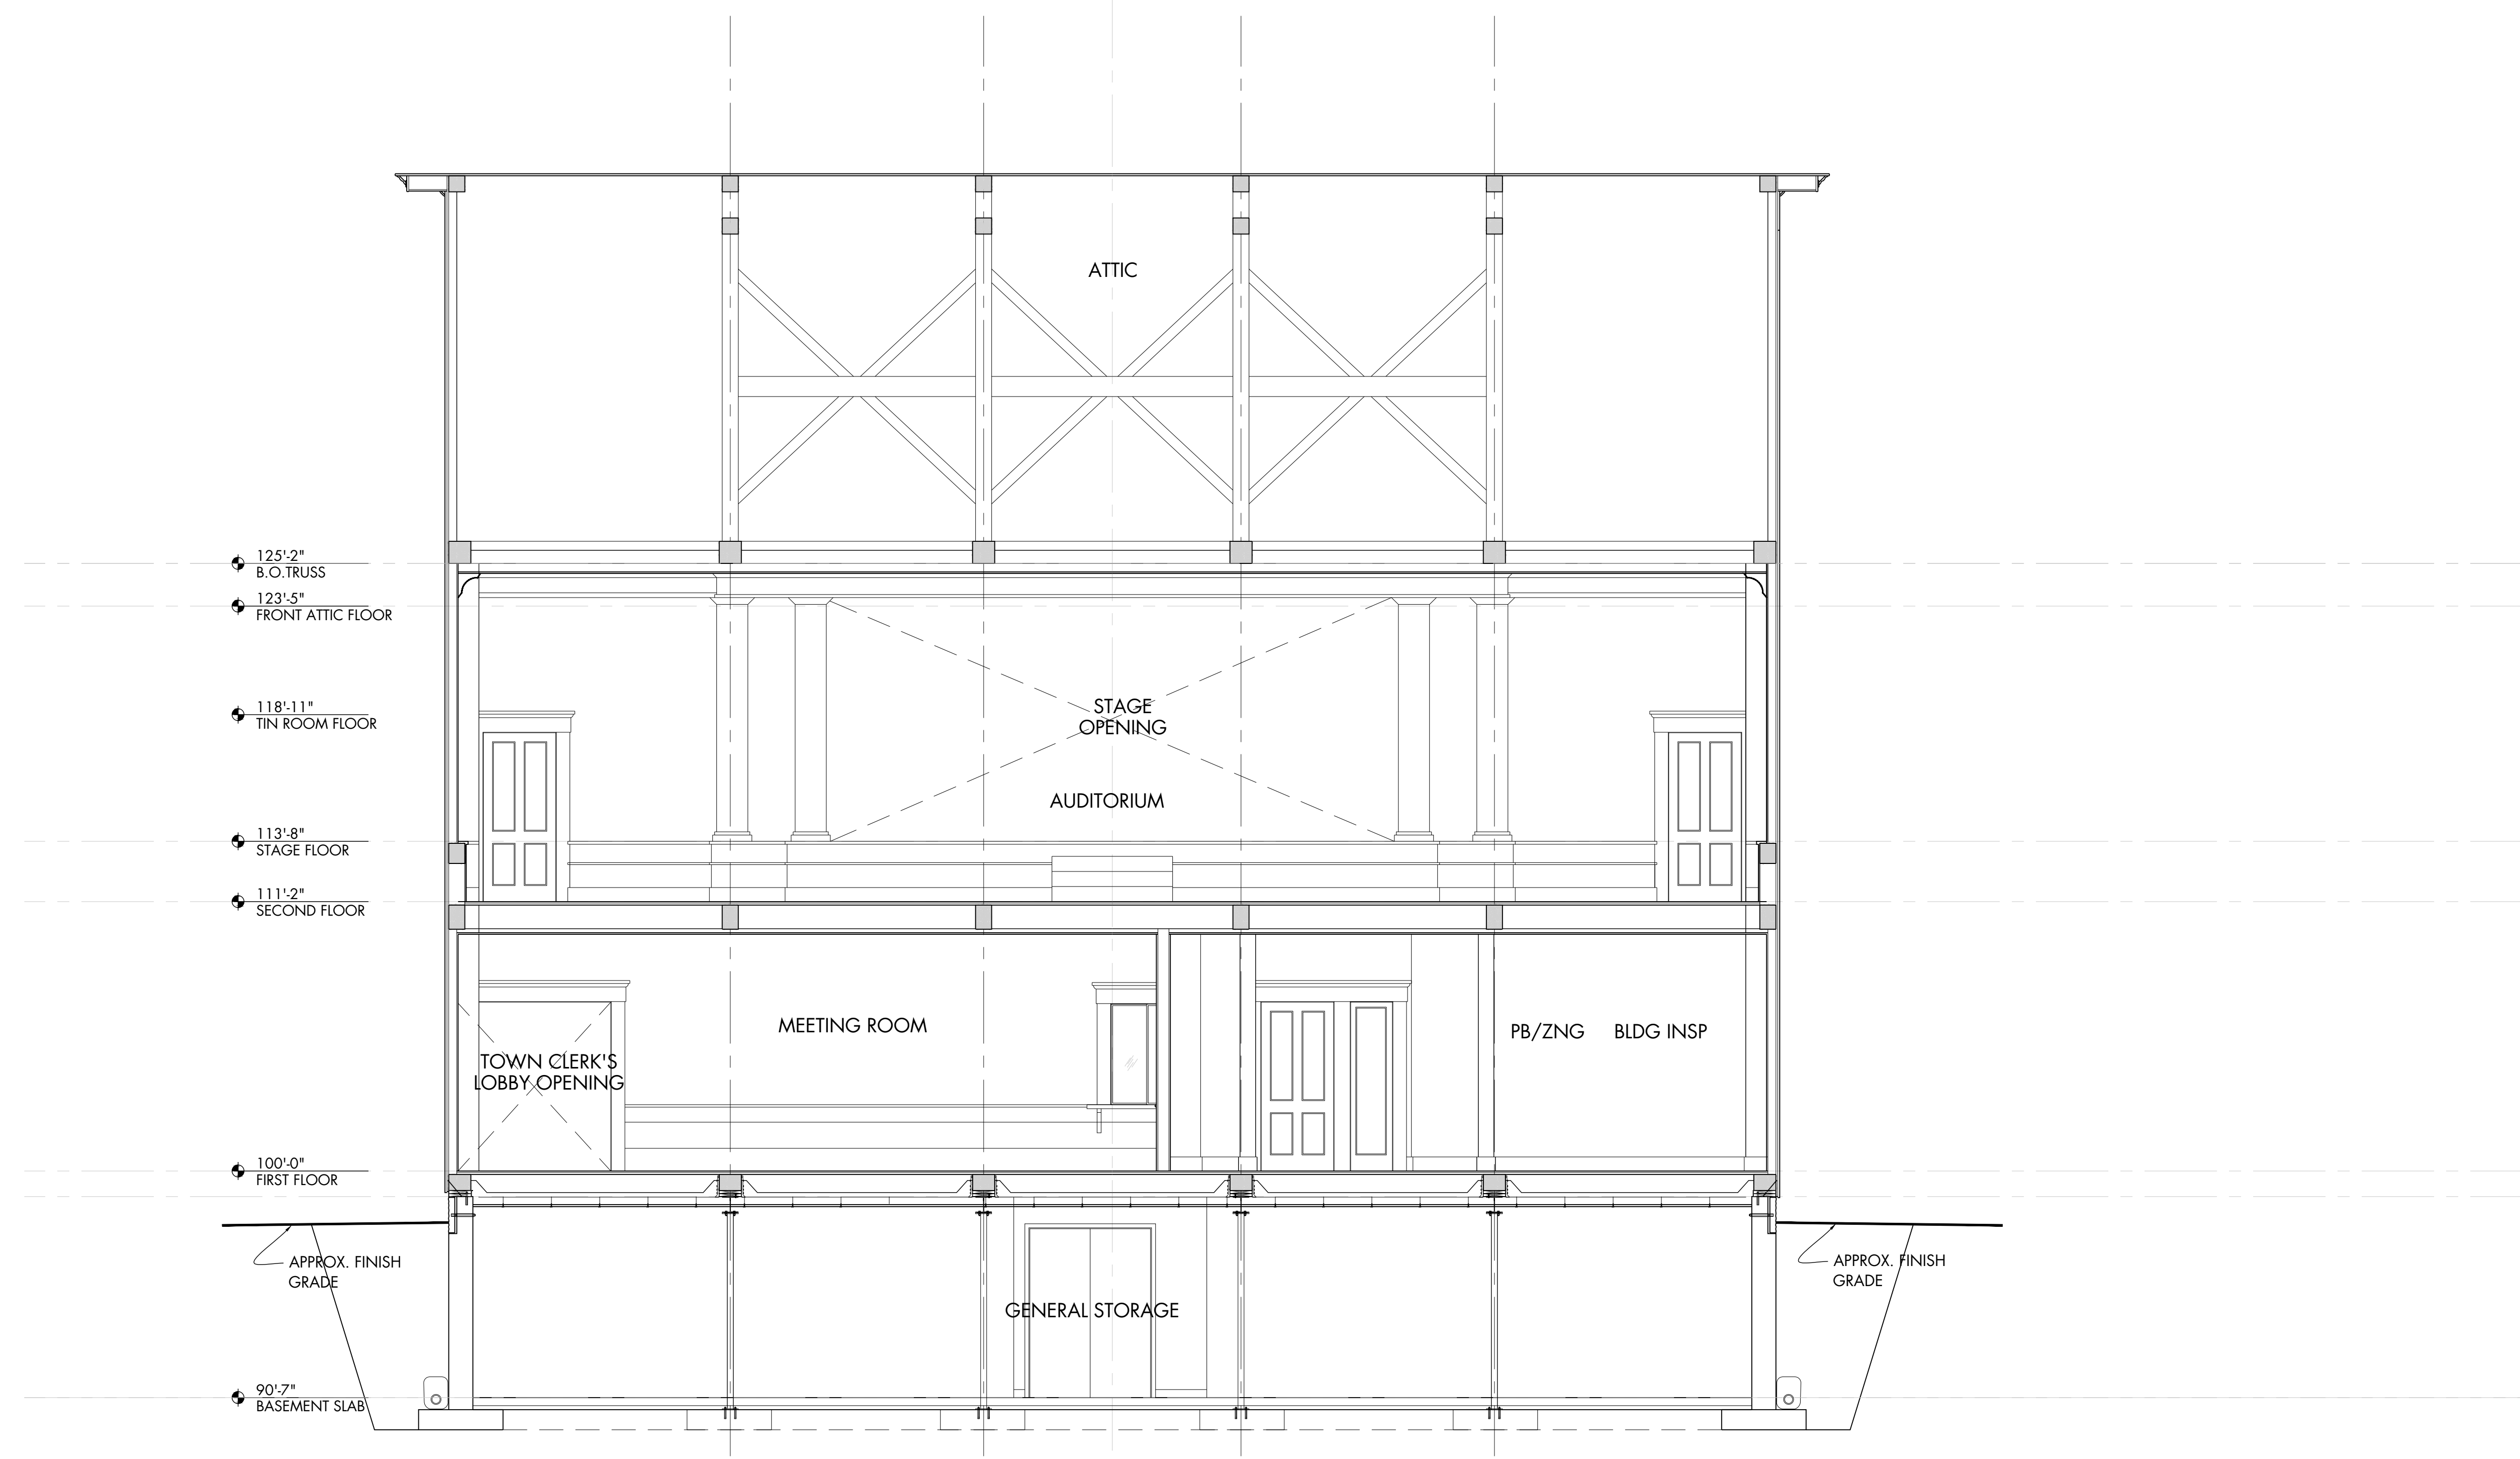 ATTIC
125'-2"
B.O.TRUSS
123'-5"
FRONT ATTIC FLOOR
118'-11"
TIN ROOM FLOOR
STAGE
OPENING
AUDITORIUM
113'-8"
STAGE FLOOR
111'-2"
SECOND FLOOR
MEETING ROOM
PB/ZNG BLDG INSP
TOWN CLERK'S
LOBBY OPENING
100'-0"
FIRST FLOOR
APPROX. FINISH
GRADE
APPROX. FINISH
GRADE
GENERAL STORAGE
90'-7"
BASEMENT SLAB